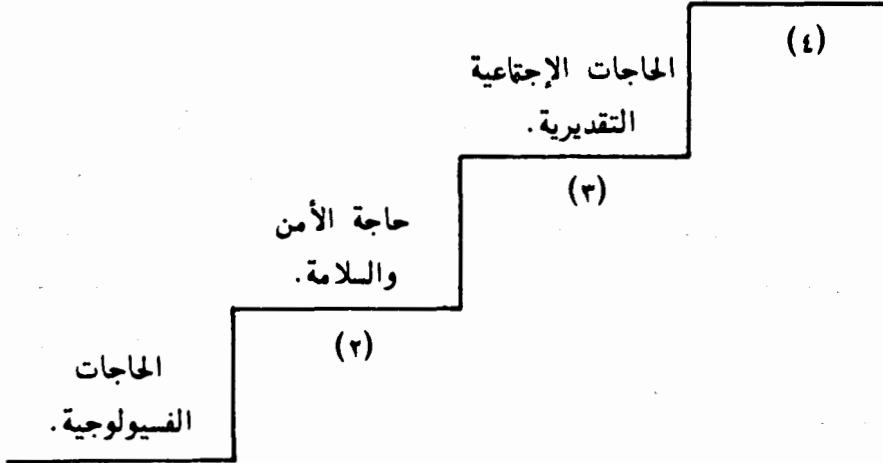 (٤)
الحاجات الإجتماعية
التقديرية.
(٣)
حاجة الأمن
والسلامة.
(٢)
الحاجات
الفسيولوجية.